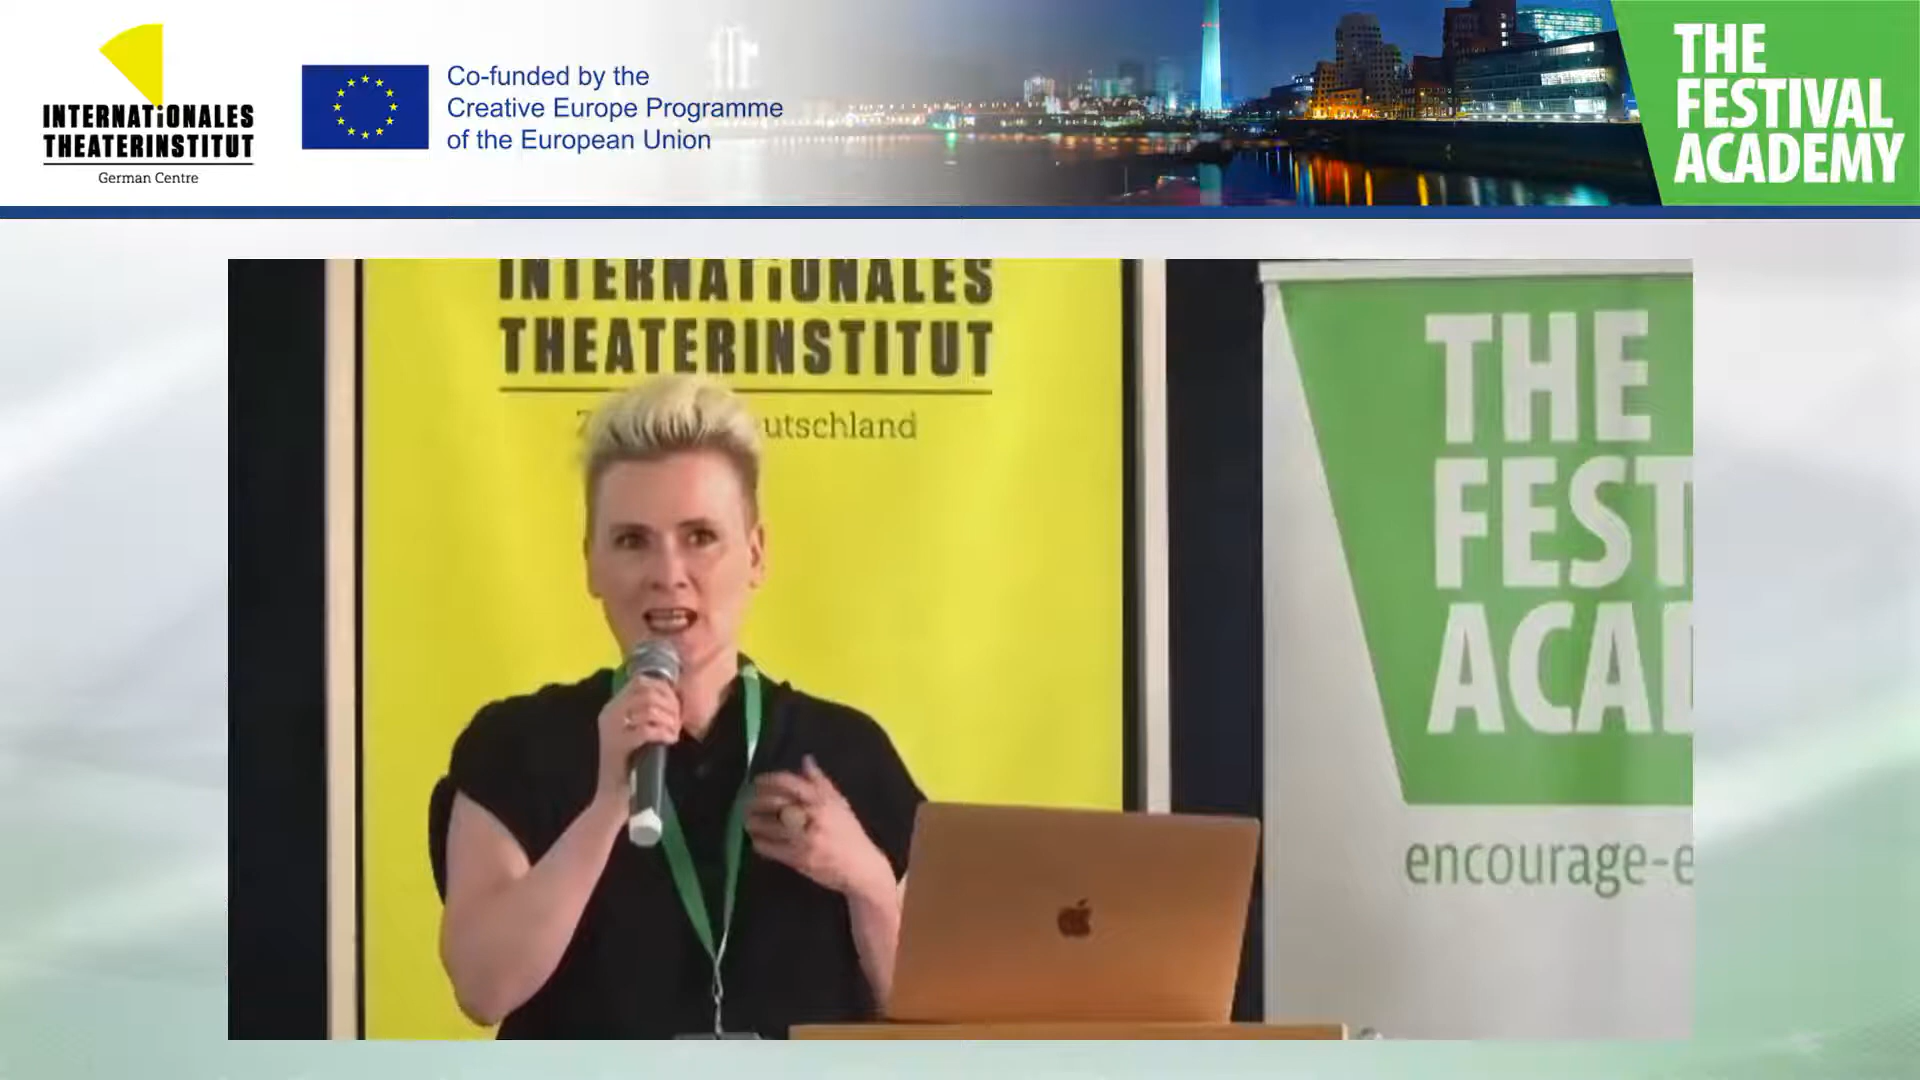 INTERNATiONALES
THEATERINSTITUT
German Centre
Co-funded by the
Creative Europe Programme
of the European Union
THE
FESTIVAL
ACADEMY
INTERNATiONALES
THEATERINSTITUT
utschland
THE
FEST
ACAD
encourage-e